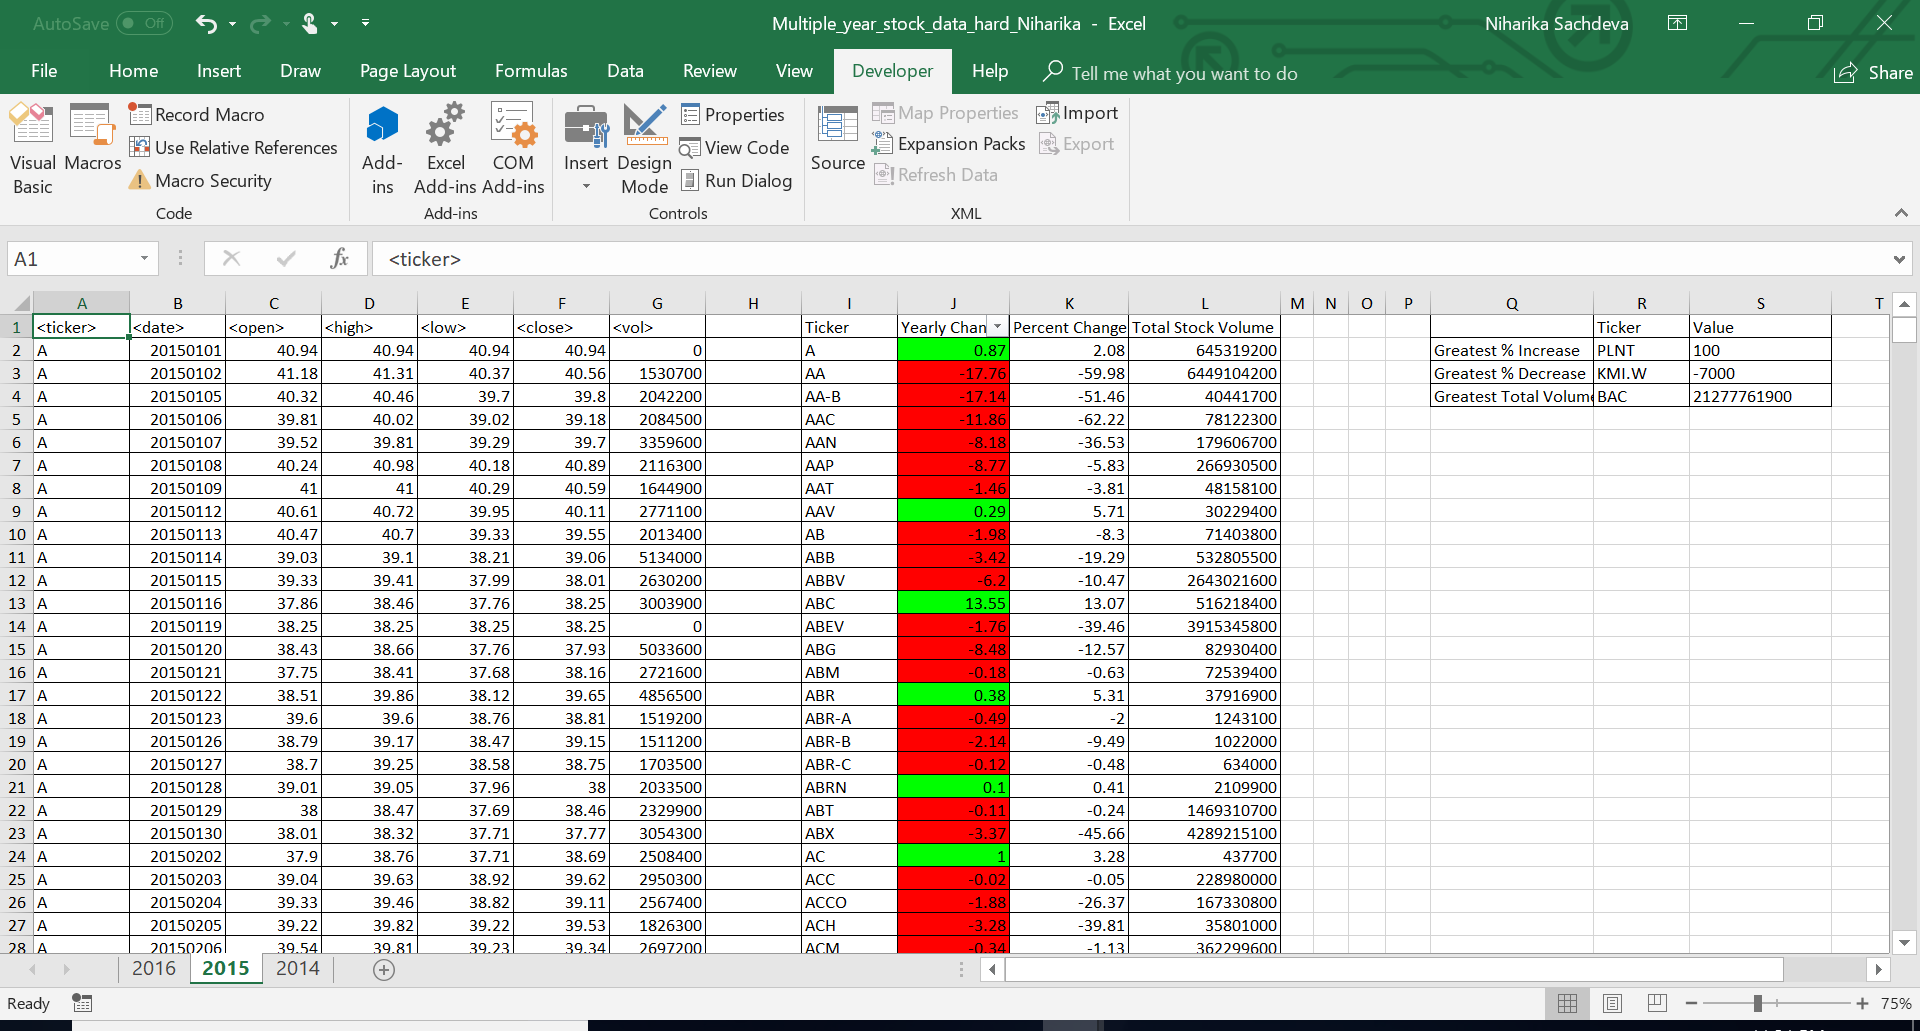 AutoSave Off Multiple_year_stock_data_hard_Niharika - Excel Niharika Sachdeva
File Home Insert Draw Page Layout Formulas Data Review View Developer Help Tell me what you want to do Share
Visual Basic
Macros
Record Macro
Use Relative References
Macro Security
Code
Add-ins
Excel Add-ins
COM Add-ins
Add-ins
Insert
Design Mode
Properties
View Code
Run Dialog
Controls
Source
Map Properties
Expansion Packs
Refresh Data
Import
Export
XML
A1 fx <ticker>
A B C D E F G H I J K L M N O P Q R S T
1 <ticker> <date> <open> <high> <low> <close> <vol> Ticker Yearly Chan Percent Change Total Stock Volume Ticker Value
2 A 20150101 40.94 40.94 40.94 40.94 0 A 0.87 2.08 645319200 Greatest % Increase PLNT 100
3 A 20150102 41.18 41.31 40.37 40.56 1530700 AA -17.76 -59.98 6449104200 Greatest % Decrease KMI.W -7000
4 A 20150105 40.32 40.46 39.7 39.8 2042200 AA-B -17.14 -51.46 40441700 Greatest Total Volume BAC 21277761900
5 A 20150106 39.81 40.02 39.02 39.18 2084500 AAC -11.86 -62.22 78122300
6 A 20150107 39.52 39.81 39.29 39.7 3359600 AAN -8.18 -36.53 179606700
7 A 20150108 40.24 40.98 40.18 40.89 2116300 AAP -8.77 -5.83 266930500
8 A 20150109 41 41 40.29 40.59 1644900 AAT -1.46 -3.81 48158100
9 A 20150112 40.61 40.72 39.95 40.11 2771100 AAV 0.29 5.71 30229400
10 A 20150113 40.47 40.7 39.33 39.55 2013400 AB -1.98 -8.3 71403800
11 A 20150114 39.03 39.1 38.21 39.06 5134000 ABB -3.42 -19.29 532805500
12 A 20150115 39.33 39.41 37.99 38.01 2630200 ABBV -6.2 -10.47 2643021600
13 A 20150116 37.86 38.46 37.76 38.25 3003900 ABC 13.55 13.07 516218400
14 A 20150119 38.25 38.25 38.25 38.25 0 ABEV -1.76 -39.46 3915345800
15 A 20150120 38.43 38.66 37.76 37.93 5033600 ABG -8.48 -12.57 82930400
16 A 20150121 37.75 38.41 37.68 38.16 2721600 ABM -0.18 -0.63 72539400
17 A 20150122 38.51 39.86 38.12 39.65 4856500 ABR 0.38 5.31 37916900
18 A 20150123 39.6 39.6 38.76 38.81 1519200 ABR-A -0.49 -2 1243100
19 A 20150126 38.79 39.17 38.47 39.15 1511200 ABR-B -2.14 -9.49 1022000
20 A 20150127 38.7 39.25 38.58 38.75 1703500 ABR-C -0.12 -0.48 634000
21 A 20150128 39.01 39.05 37.96 38 2033500 ABRN 0.1 0.41 2109900
22 A 20150129 38 38.47 37.69 38.46 2329900 ABT -0.11 -0.24 1469310700
23 A 20150130 38.01 38.32 37.71 37.77 3054300 ABX -3.37 -45.66 4289215100
24 A 20150202 37.9 38.76 37.71 38.69 2508400 AC 1 3.28 437700
25 A 20150203 39.04 39.63 38.92 39.62 2950300 ACC -0.02 -0.05 228980000
26 A 20150204 39.33 39.46 38.82 39.11 2567400 ACCO -1.88 -26.37 167330800
27 A 20150205 39.22 39.82 39.22 39.53 1826300 ACH -3.28 -39.81 35801000
28 A 20150206 39.54 39.81 39.23 39.34 2697200 ACM -0.34 -1.13 362299600
2016 2015 2014
Ready 75%